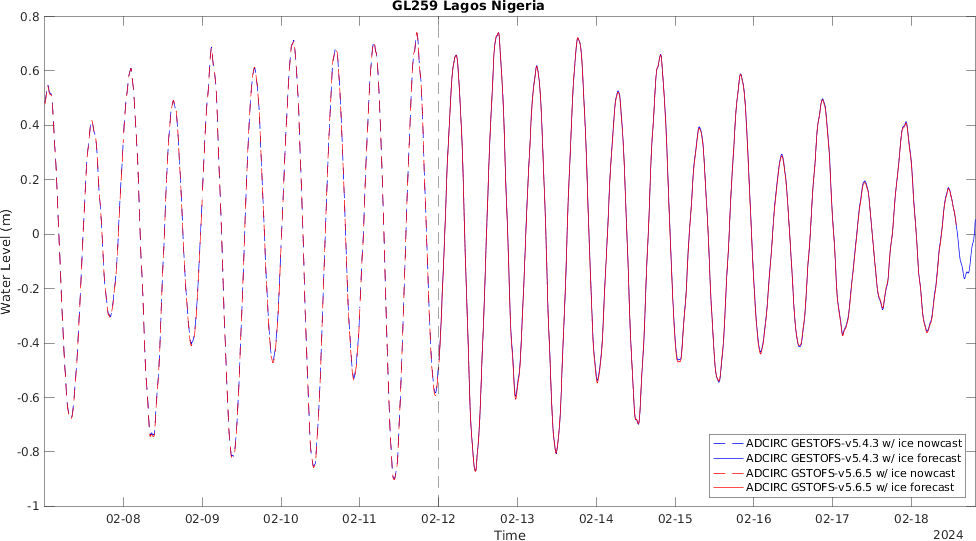 GL259 Lagos Nigeria
0.8
0.6
0.4
0.2
0
-0.2
-0.4
-0.6
-0.8
-1
Water Level (m)
ADCIRC GESTOFS-v5.4.3 w/ ice nowcast
ADCIRC GESTOFS-v5.4.3 w/ ice forecast
ADCIRC GSTOFS-v5.6.5 w/ ice nowcast
ADCIRC GSTOFS-v5.6.5 w/ ice forecast
02-08 02-09 02-10 02-11 02-12 02-13 02-14 02-15 02-16 02-17 02-18
Time
2024